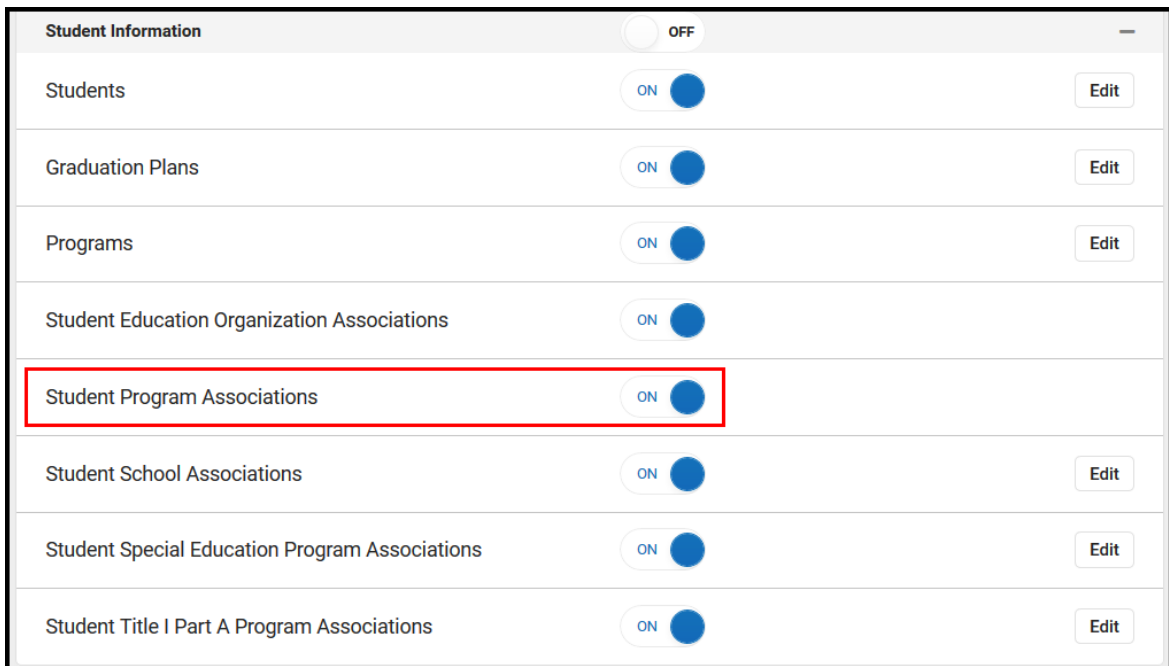 Student Information OFF
Students ON Edit
Graduation Plans ON Edit
Programs ON Edit
Student Education Organization Associations ON
Student Program Associations ON
Student School Associations ON Edit
Student Special Education Program Associations ON Edit
Student Title I Part A Program Associations ON Edit